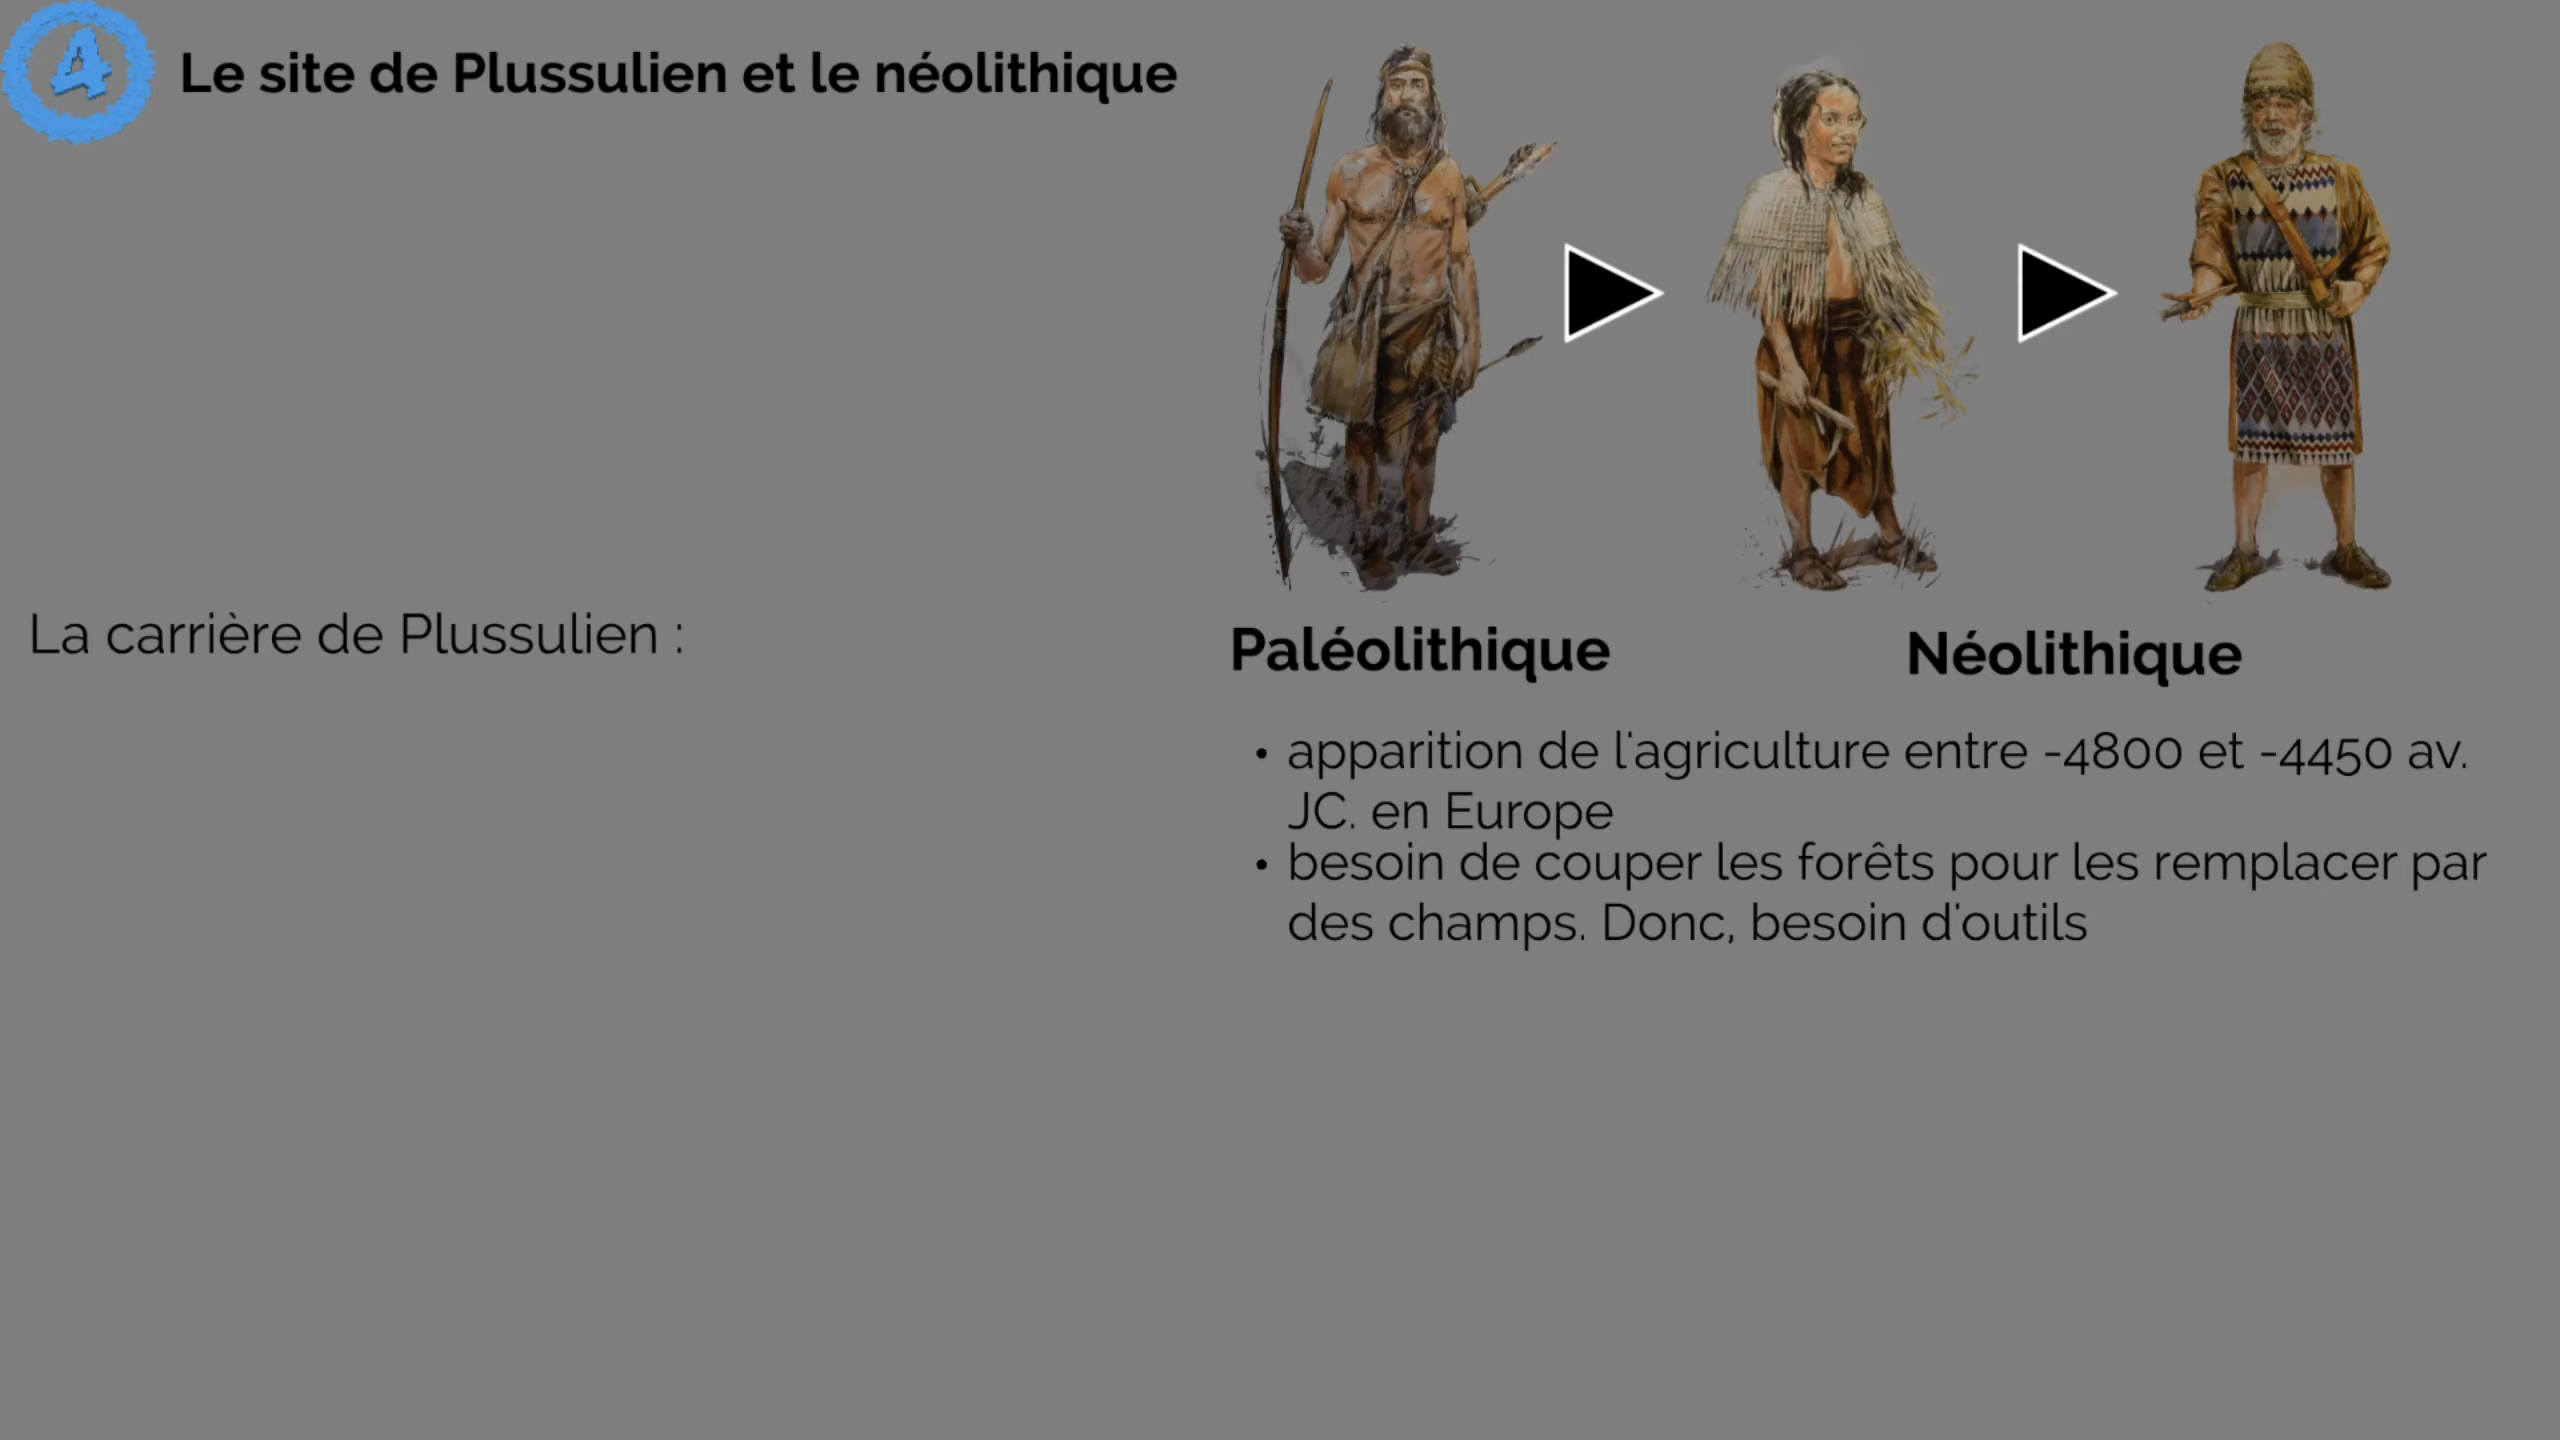 4
Le site de Plussulien et le néolithique
La carrière de Plussulien :
Paléolithique
Néolithique
• apparition de l'agriculture entre -4800 et -4450 av.
JC. en Europe
• besoin de couper les forêts pour les remplacer par
des champs. Donc, besoin d'outils